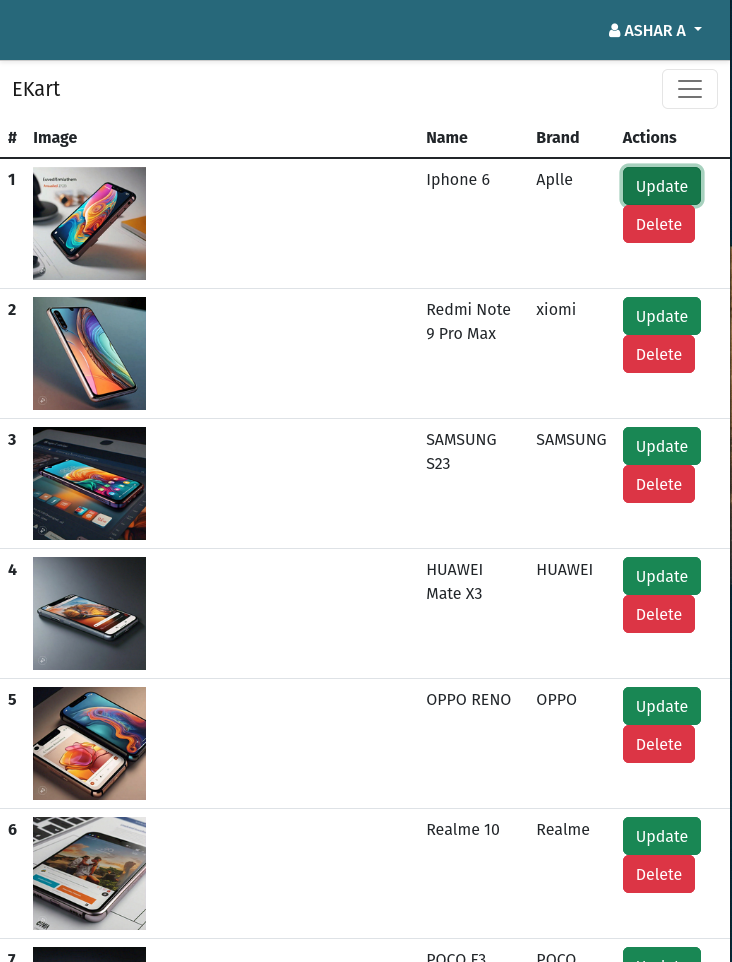 ASHAR A
EKart
# Image Name Brand Actions
1 Iphone 6 Aplle Update
Delete
2 Redmi Note xiomi Update
9 Pro Max
Delete
3 SAMSUNG SAMSUNG Update
S23
Delete
4 HUAWEI HUAWEI Update
Mate X3
Delete
5 OPPO RENO OPPO Update
Delete
6 Realme 10 Realme Update
Delete
7 POCO F3 POCO Update